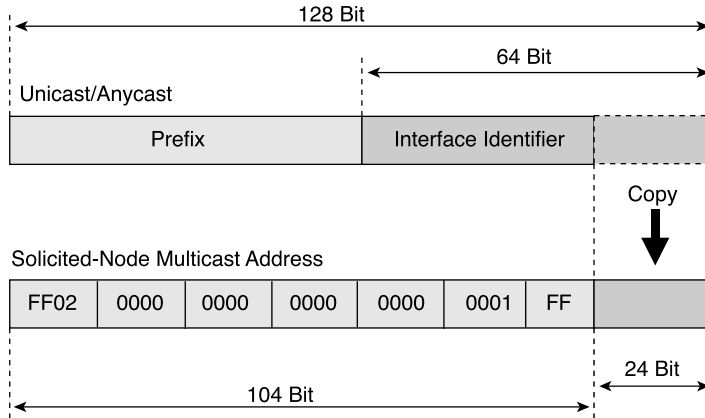 128 Bit
64 Bit
Unicast/Anycast
Prefix Interface Identifier
Copy
Solicited-Node Multicast Address
FF02 0000 0000 0000 0000 0001 FF
24 Bit
104 Bit